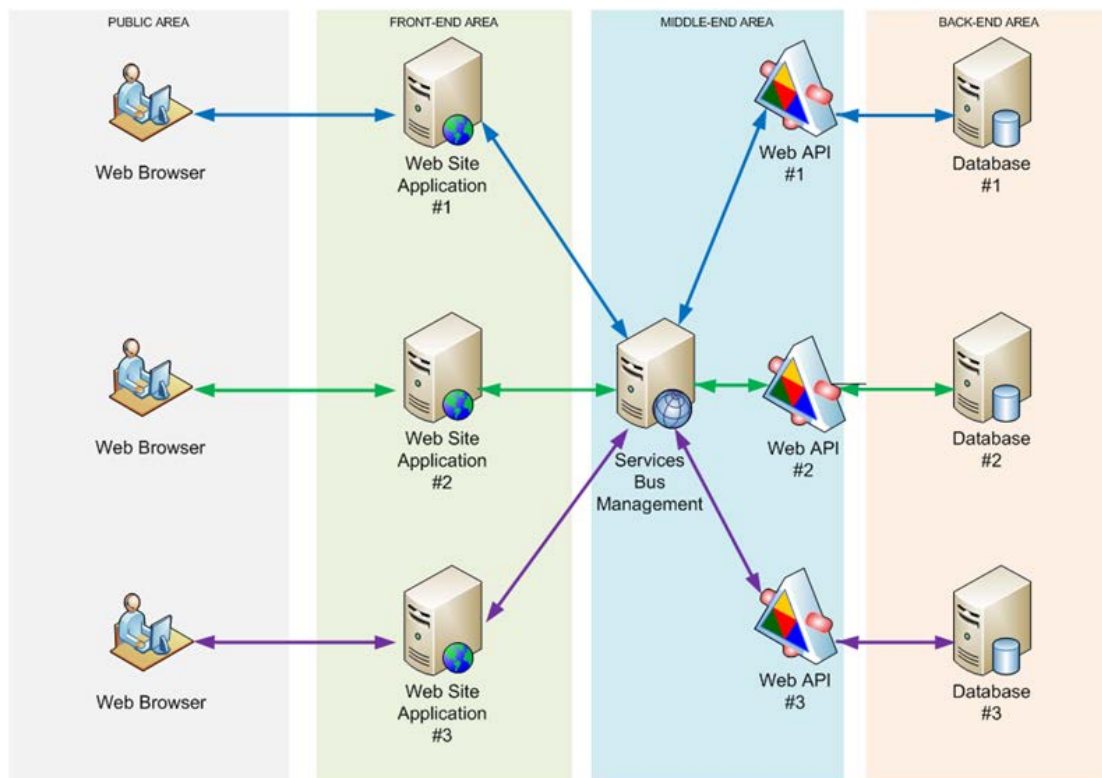 PUBLIC AREA
FRONT-END AREA
MIDDLE-END AREA
BACK-END AREA
Web Browser
Web Site
Application
#1
Web API
#1
Database
#1
Web Browser
Web Site
Application
#2
Services
Bus
Management
Web API
#2
Database
#2
Web Browser
Web Site
Application
#3
Web API
#3
Database
#3